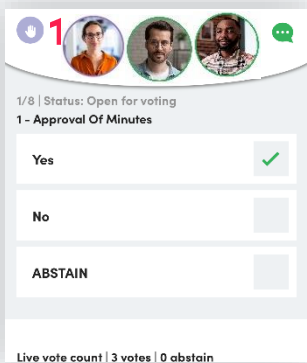 1
1/8 | Status: Open for voting
1 - Approval Of Minutes
Yes
No
ABSTAIN
Live vote count | 3 votes | 0 abstain